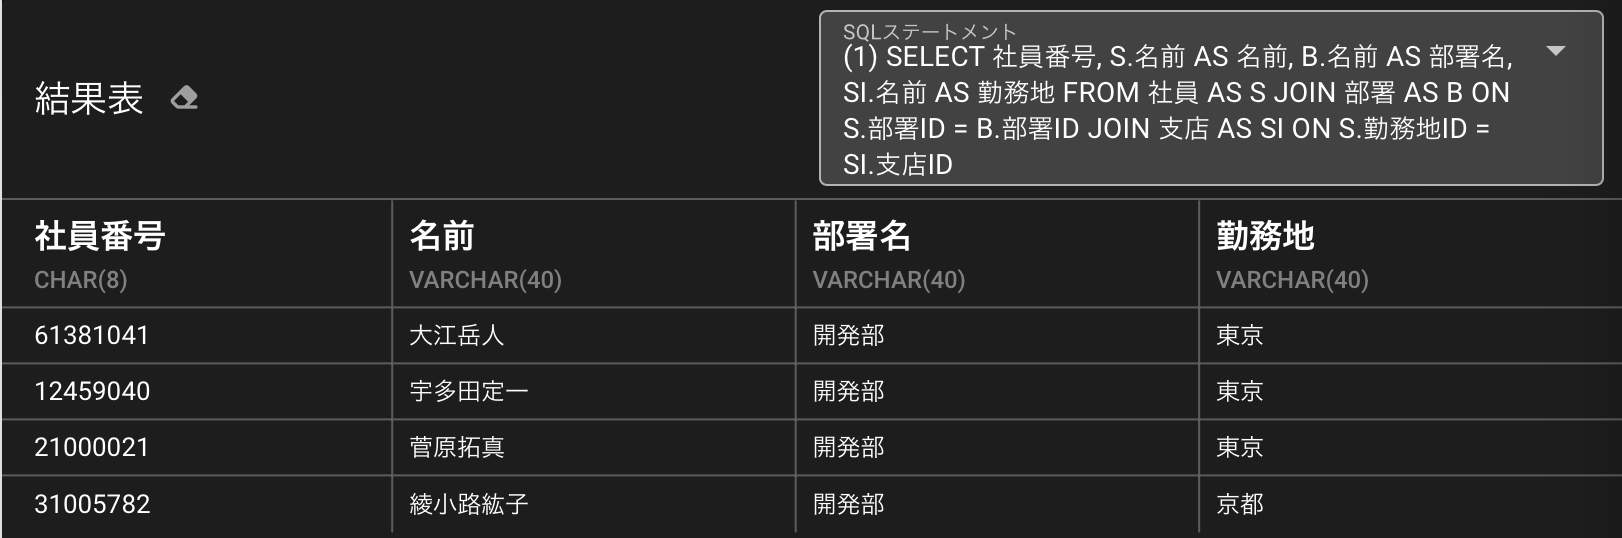 結果表
SQLステートメント
(1) SELECT 社員番号, S.名前 AS 名前, B.名前 AS 部署名,
SI.名前 AS 勤務地 FROM 社員 AS S JOIN 部署 AS B ON
S.部署ID = B.部署ID JOIN 支店 AS SI ON S.勤務地ID =
SI.支店ID
社員番号 名前 部署名 勤務地
CHAR(8) VARCHAR(40) VARCHAR(40) VARCHAR(40)
61381041 大江岳人 開発部 東京
12459040 宇多田定一 開発部 東京
21000021 菅原拓真 開発部 東京
31005782 綾小路紘子 開発部 京都